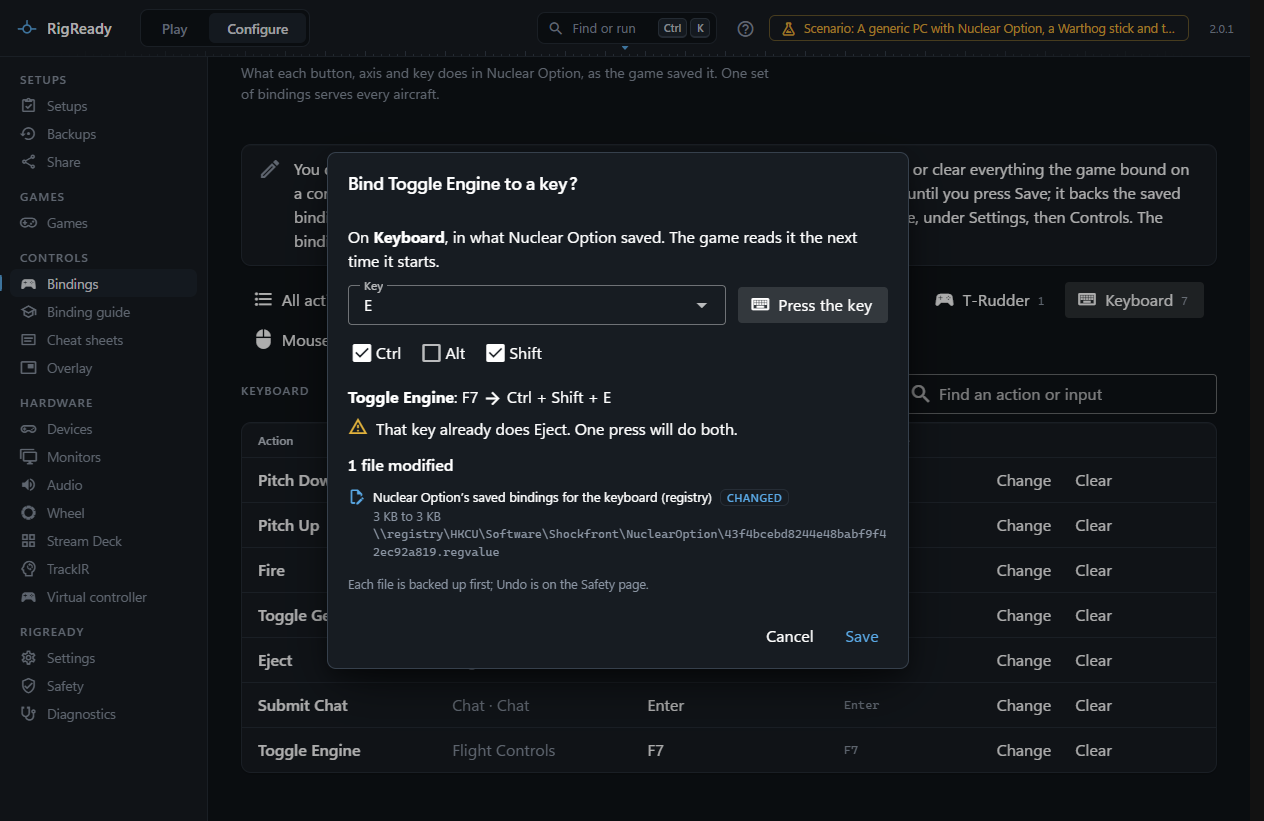 RigReady
Play
Configure
Find or run
Ctrl
K
Scenario: A generic PC with Nuclear Option, a Warthog stick and t...
2.0.1
SETUPS
Setups
Backups
Share
GAMES
Games
CONTROLS
Bindings
Binding guide
Cheat sheets
Overlay
HARDWARE
Devices
Monitors
Audio
Wheel
Stream Deck
TrackIR
Virtual controller
RIGREADY
Settings
Safety
Diagnostics
What each button, axis and key does in Nuclear Option, as the game saved it. One set
of bindings serves every aircraft.
You
or clear everything the game bound on
a
until you press Save; it backs the saved
e, under Settings, then Controls. The
All
T-Rudder 1
Keyboard 7
Mouse
KEYBOARD
Find an action or input
Action
Pitch
Change
Clear
Pitch Up
Change
Clear
Fire
Change
Clear
Toggle
Change
Clear
Eject
Change
Clear
Submit Chat
Chat · Chat
Enter
Enter
Change
Clear
Toggle Engine
Flight Controls
F7
F7
Change
Clear
Bind Toggle Engine to a key?
On Keyboard, in what Nuclear Option saved. The game reads it the next
time it starts.
Key
E
Press the key
Ctrl
Alt
Shift
Toggle Engine: F7 → Ctrl + Shift + E
That key already does Eject. One press will do both.
1 file modified
Nuclear Option's saved bindings for the keyboard (registry) CHANGED
3 KB to 3 KB
\\registry\HKCU\Software\Shockfront\NuclearOption\43f4bcebd8244e48babf9f4
2ec92a819.regvalue
Each file is backed up first; Undo is on the Safety page.
Cancel
Save